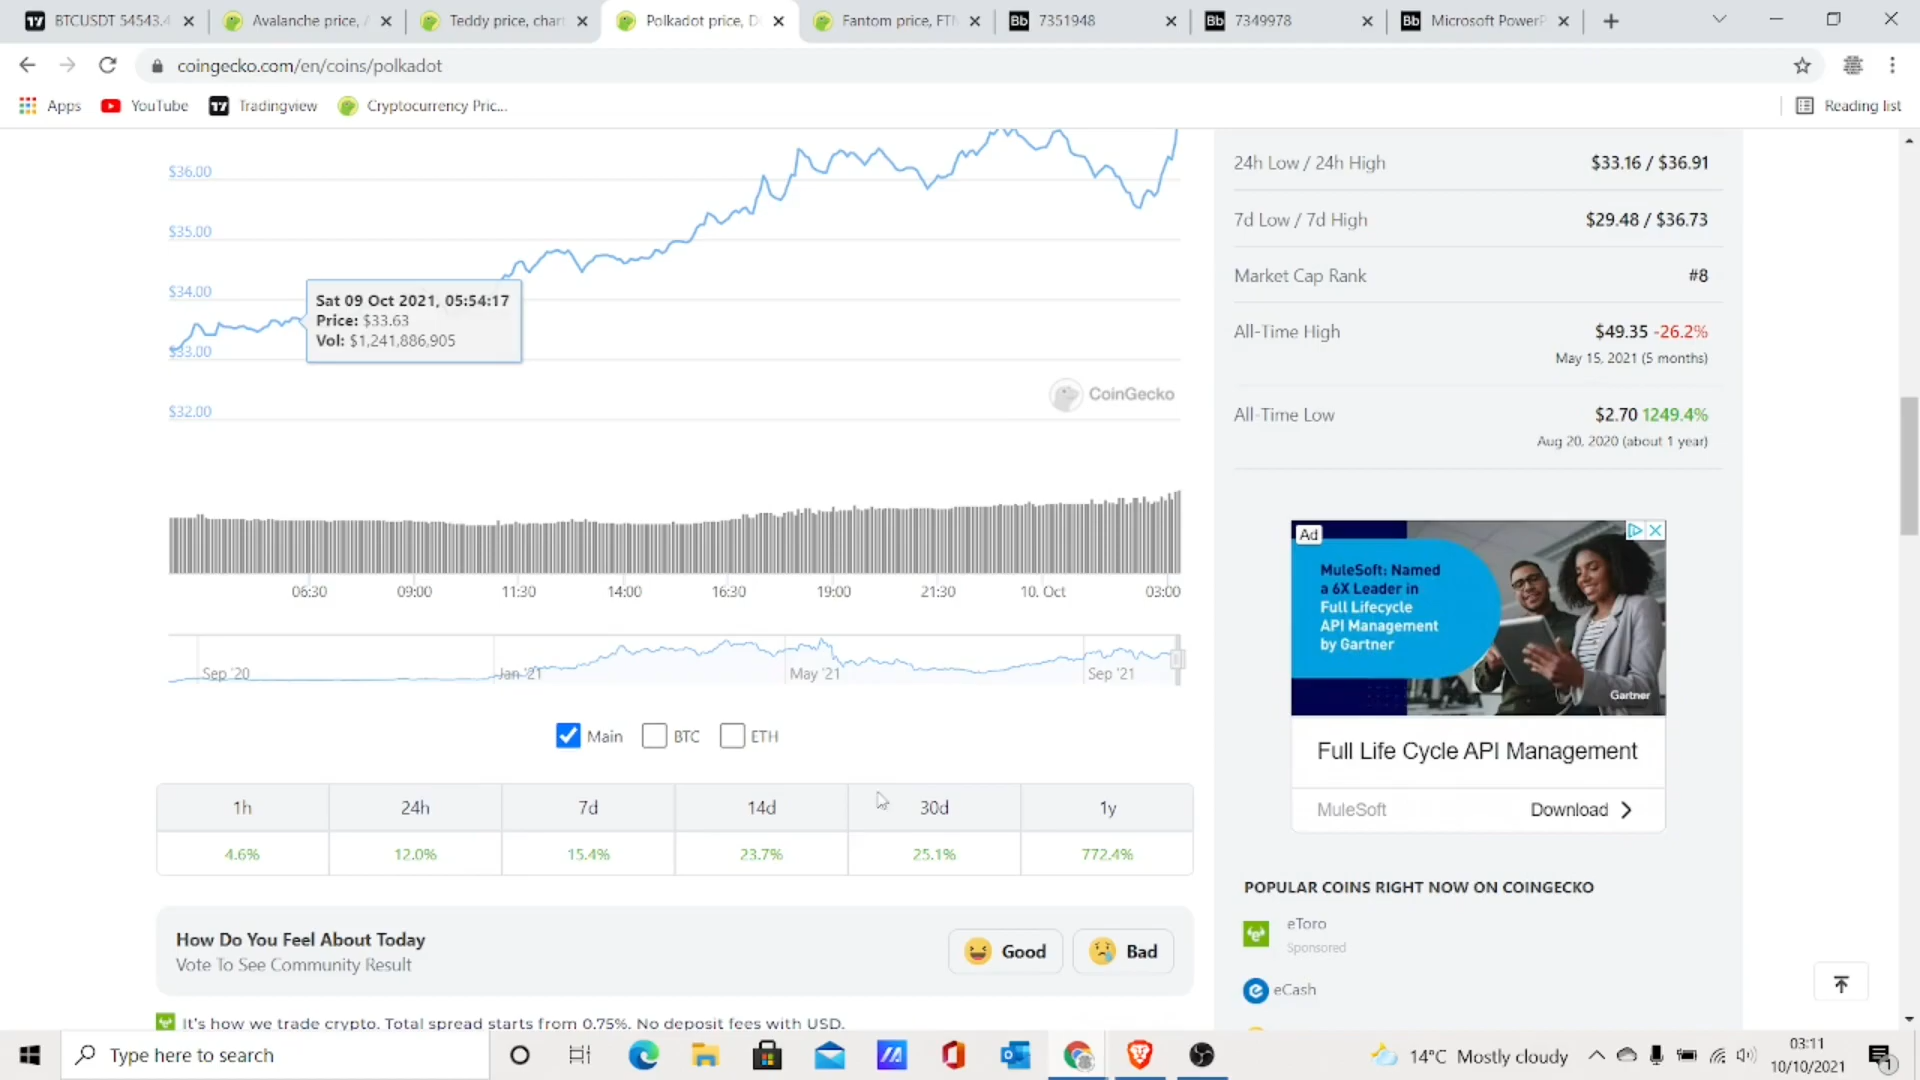 BTCUSDT 54543.4
Avalanche price, /
Teddy price, chart
Polkadot price, D
Fantom price, FTM
Bb 7351948
Bb 7349978
Bb Microsoft PowerP
coingecko.com/en/coins/polkadot
Apps
YouTube
Tradingview
Cryptocurrency Pric...
Reading list
$36.00
$35.00
$34.00
$33.00
$32.00
Sat 09 Oct 2021, 05:54:17
Price: $33.63
Vol: $1,241,886,905
CoinGecko
06:30
09:00
11:30
14:00
16:30
19:00
21:30
10. Oct
03:00
Sep '20
Jan '21
May '21
Sep '21
Main
BTC
ETH
1h 24h 7d 14d 30d 1y
4.6% 12.0% 15.4% 23.7% 25.1% 772.4%
How Do You Feel About Today
Vote To See Community Result
Good
Bad
It's how we trade crypto. Total spread starts from 0.75%. No deposit fees with USD.
24h Low / 24h High $33.16 / $36.91
7d Low / 7d High $29.48 / $36.73
Market Cap Rank #8
All-Time High $49.35 -26.2%
May 15, 2021 (5 months)
All-Time Low $2.70 1249.4%
Aug 20, 2020 (about 1 year)
Ad
MuleSoft: Named
a 6X Leader in
Full Lifecycle
API Management
by Gartner
Gartner
Full Life Cycle API Management
MuleSoft
Download
POPULAR COINS RIGHT NOW ON COINGECKO
eToro
Sponsored
eCash
Type here to search
14°C Mostly cloudy
03:11
10/10/2021
1